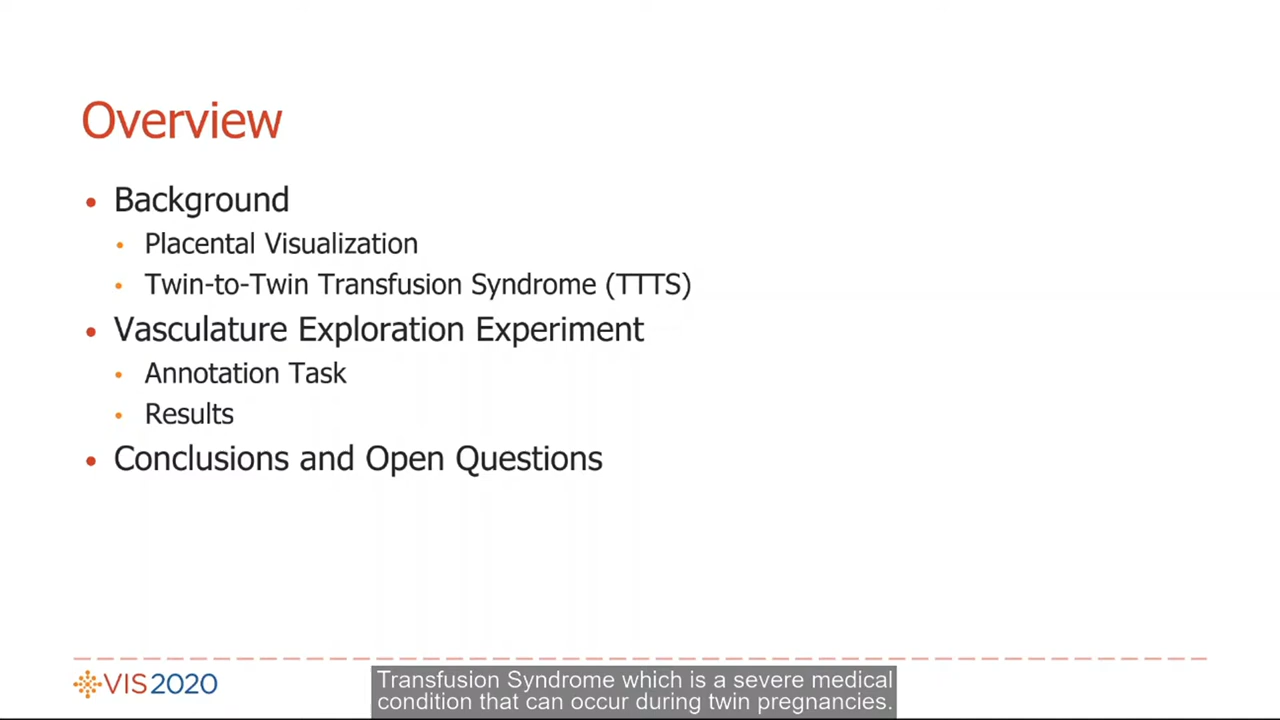 Overview
Background
Placental Visualization
Twin-to-Twin Transfusion Syndrome (TTTS)
Vasculature Exploration Experiment
Annotation Task
Results
Conclusions and Open Questions
VIS2020
Transfusion Syndrome which is a severe medical
condition that can occur during twin pregnancies.